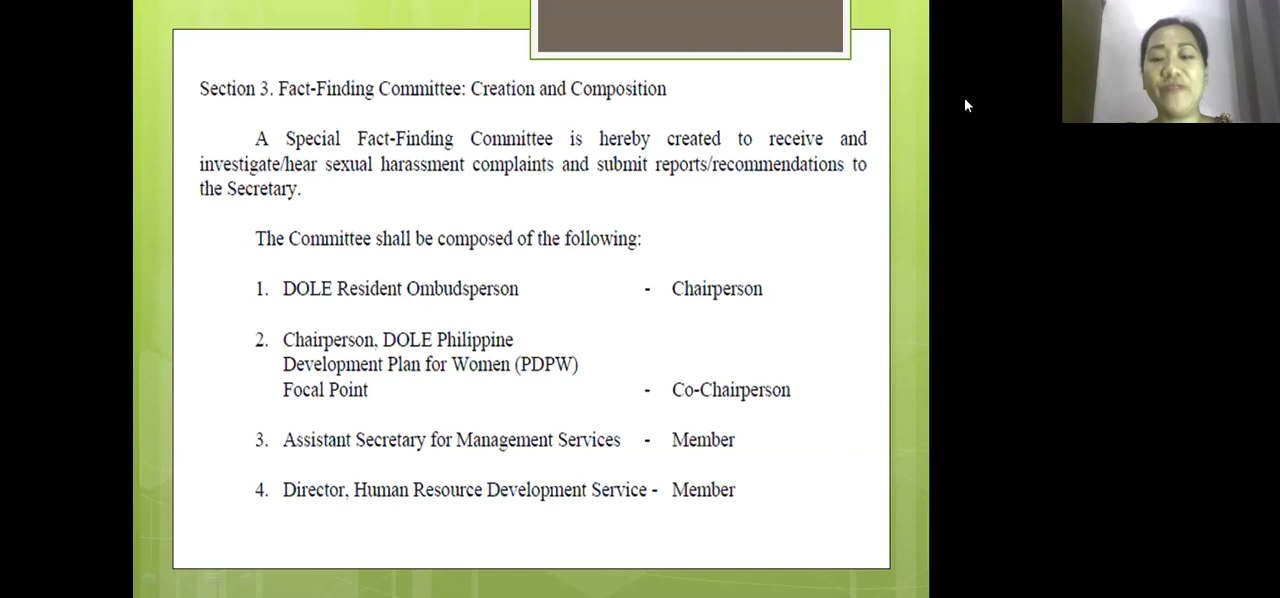 Section 3. Fact-Finding Committee: Creation and Composition
A Special Fact-Finding Committee is hereby created to receive and
investigate/hear sexual harassment complaints and submit reports/recommendations to
the Secretary.
The Committee shall be composed of the following:
1. DOLE Resident Ombudsperson - Chairperson
2. Chairperson, DOLE Philippine
Development Plan for Women (PDPW)
Focal Point - Co-Chairperson
3. Assistant Secretary for Management Services - Member
4. Director, Human Resource Development Service - Member